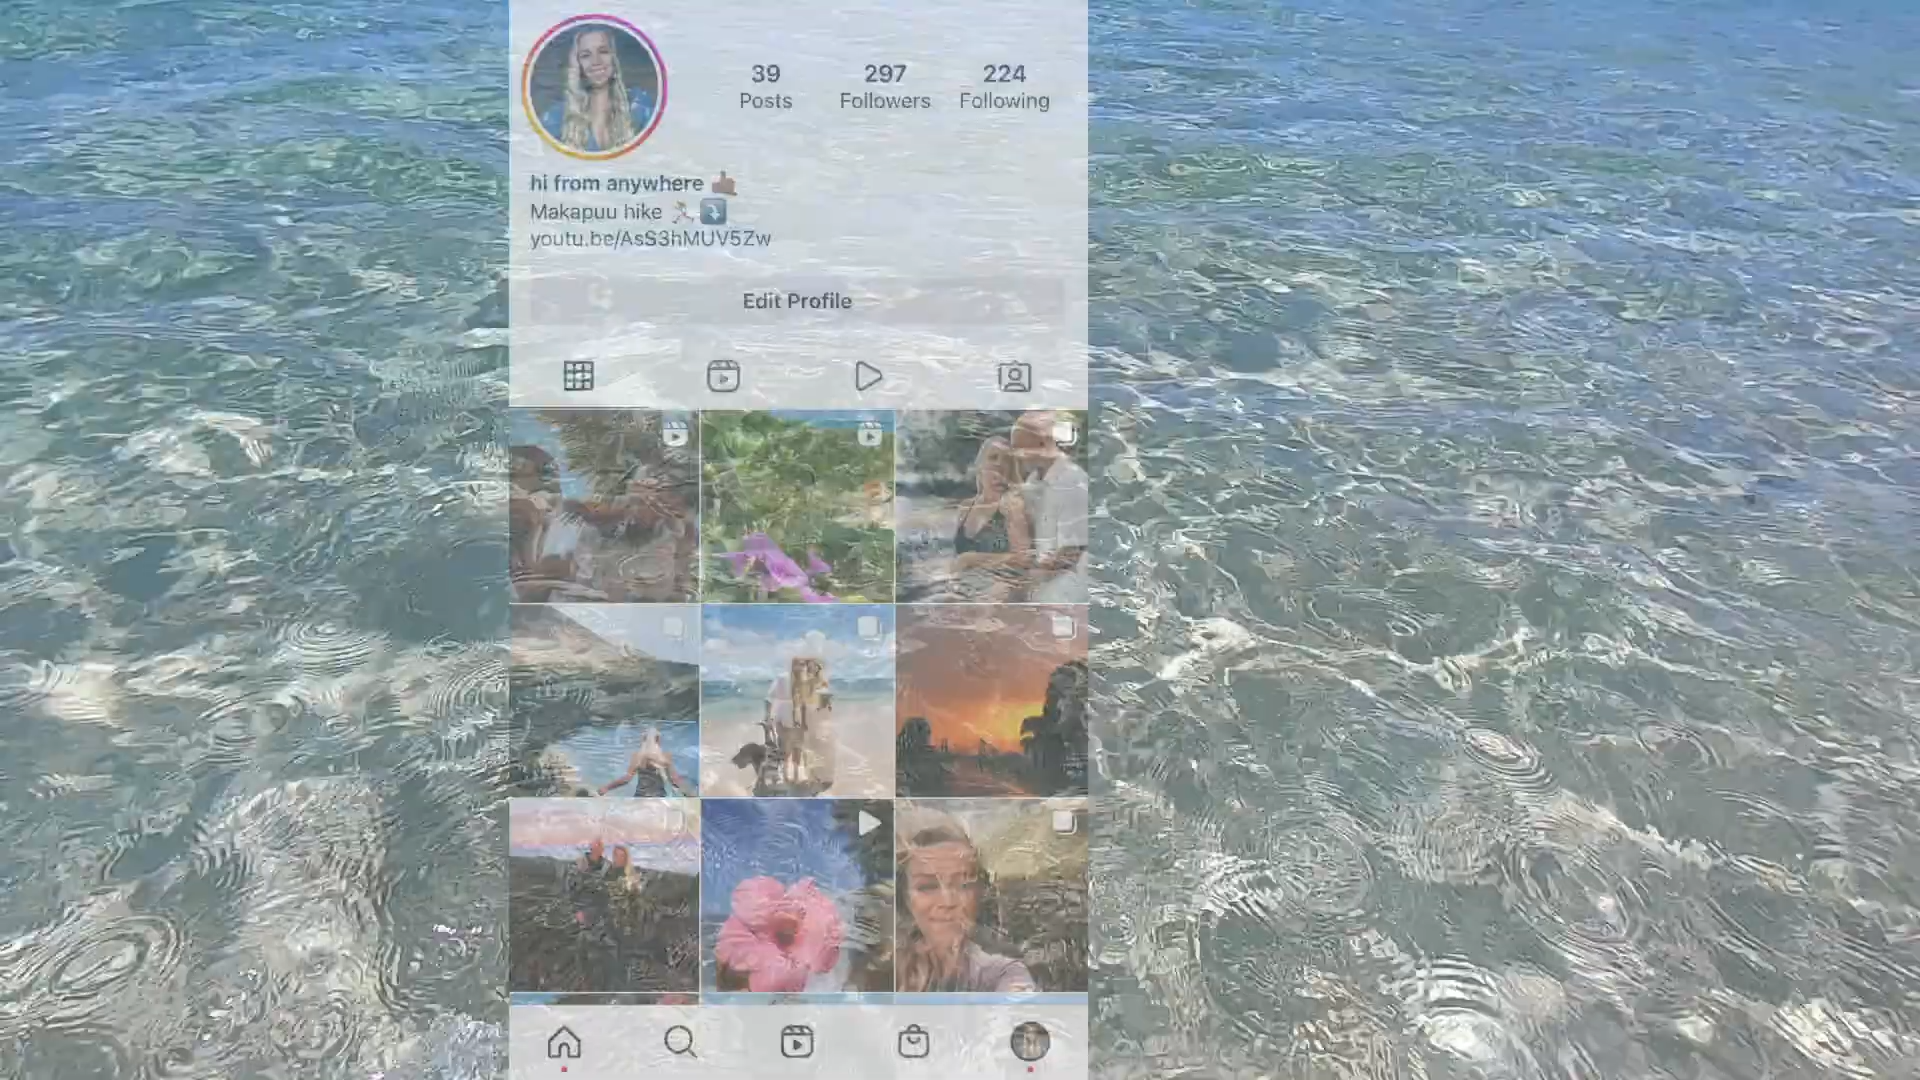 39 297 224
Posts Followers Following
hi from anywhere
Makapuu hike
youtu.be/AsS3hMUV5Zw
Edit Profile